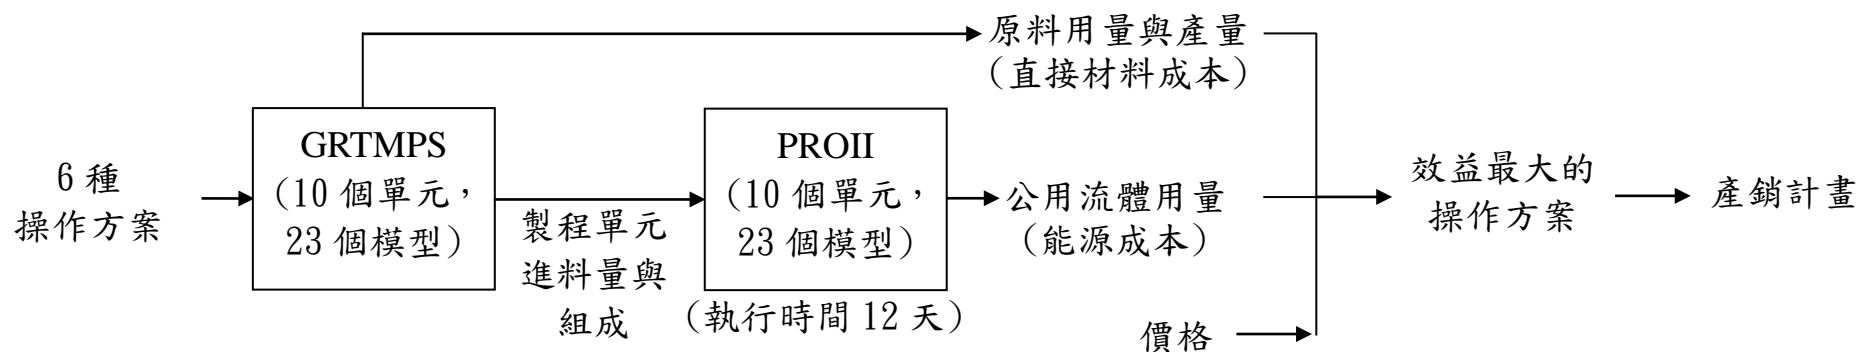 6 種
操作方案
GRTMPS
(10 個單元，
23 個模型)
製程單元
進料量與
組成
PROII
(10 個單元，
23 個模型)
(執行時間 12 天)
原料用量與產量
(直接材料成本)
公用流體用量
(能源成本)
價格
效益最大的
操作方案
產銷計畫